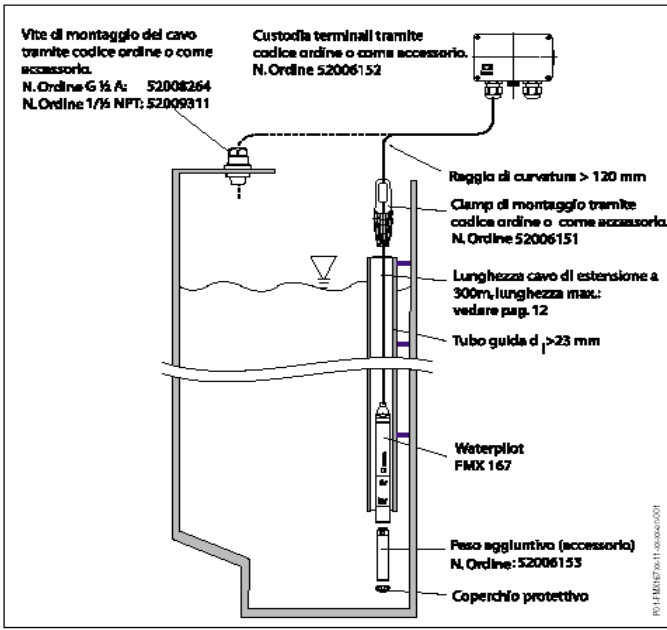 Vite di montaggio del cavo
tramite codice ordine o come
accessorio.
N. Ordine G ½ A: 52008264
N. Ordine 1/½ NPT: 52009311
Custodia terminali tramite
codice ordine o come accessorio.
N. Ordine 52006152
Raggio di curvatura > 120 mm
Clamp di montaggio tramite
codice ordine o come accessorio.
N. Ordine 52006151
Lunghezza cavo di estensione a
300m, lunghezza max.:
vedere pag. 12
Tubo guida d i >23 mm
Waterpilot
FMX 167
Peso aggiuntivo (accessorio)
N. Ordine: 52006153
Coperchio protettivo